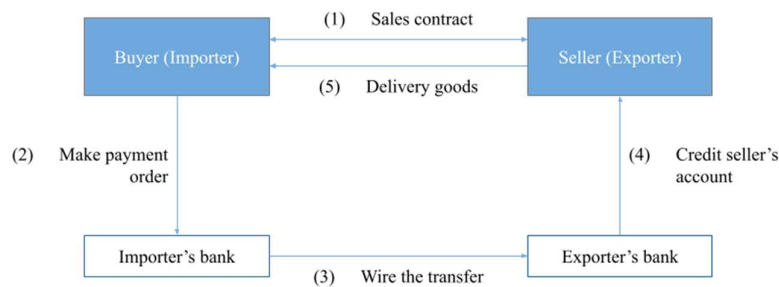 (1) Sales contract
Buyer (Importer)
Seller (Exporter)
(5) Delivery goods
(2) Make payment
order
(4) Credit seller’s
account
Importer’s bank
Exporter’s bank
(3) Wire the transfer